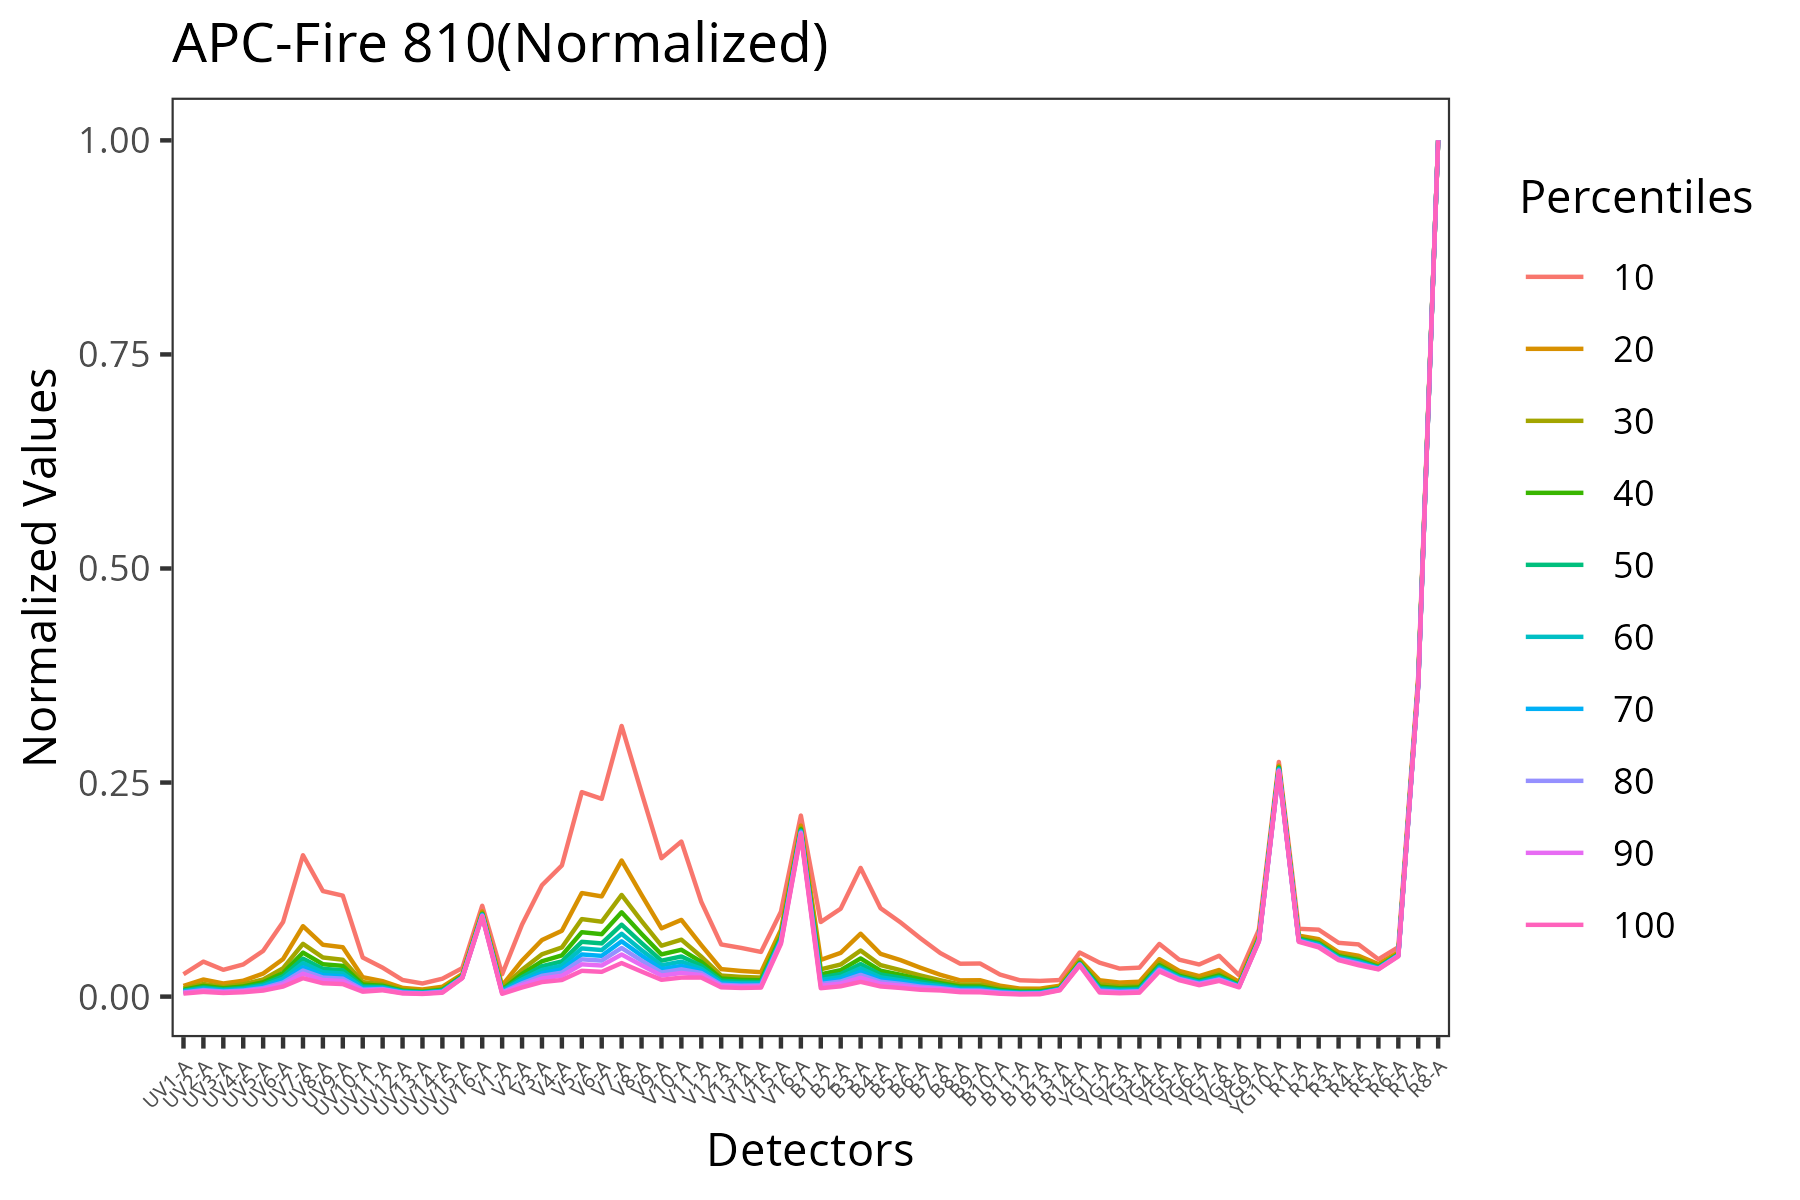 APC-Fire 810(Normalized)
Normalized Values
1.00
0.75
0.50
0.25
0.00
UV1-A
UV2-A
UV3-A
UV4-A
UV5-A
UV6-A
UV7-A
UV8-A
UV9-A
UV10-A
UV11-A
UV12-A
UV13-A
UV14-A
UV15-A
UV16-A
V1-A
V2-A
V3-A
V4-A
V5-A
V6-A
V7-A
V8-A
V9-A
V10-A
V11-A
V12-A
V13-A
V14-A
V15-A
V16-A
B1-A
B2-A
B3-A
B4-A
B5-A
B6-A
B7-A
B8-A
B9-A
B10-A
B11-A
B12-A
B13-A
B14-A
YG1-A
YG2-A
YG3-A
YG4-A
YG5-A
YG6-A
YG7-A
YG8-A
YG9-A
YG10-A
R1-A
R2-A
R3-A
R4-A
R5-A
R6-A
R7-A
R8-A
Detectors
Percentiles
10
20
30
40
50
60
70
80
90
100